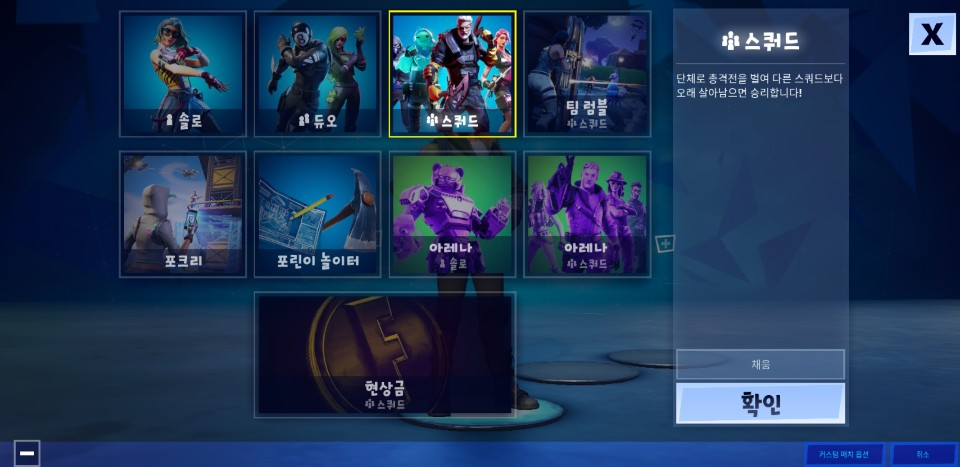 솔로
듀오
스쿼드
팀 럼블
스쿼드
포크리
포린이 놀이터
아레나
솔로
아레나
스쿼드
현상금
스쿼드
스쿼드
단체로 총격전을 벌여 다른 스쿼드보다
오래 살아남으면 승리합니다!
채움
확인
X
커스텀 매치 옵션
취소